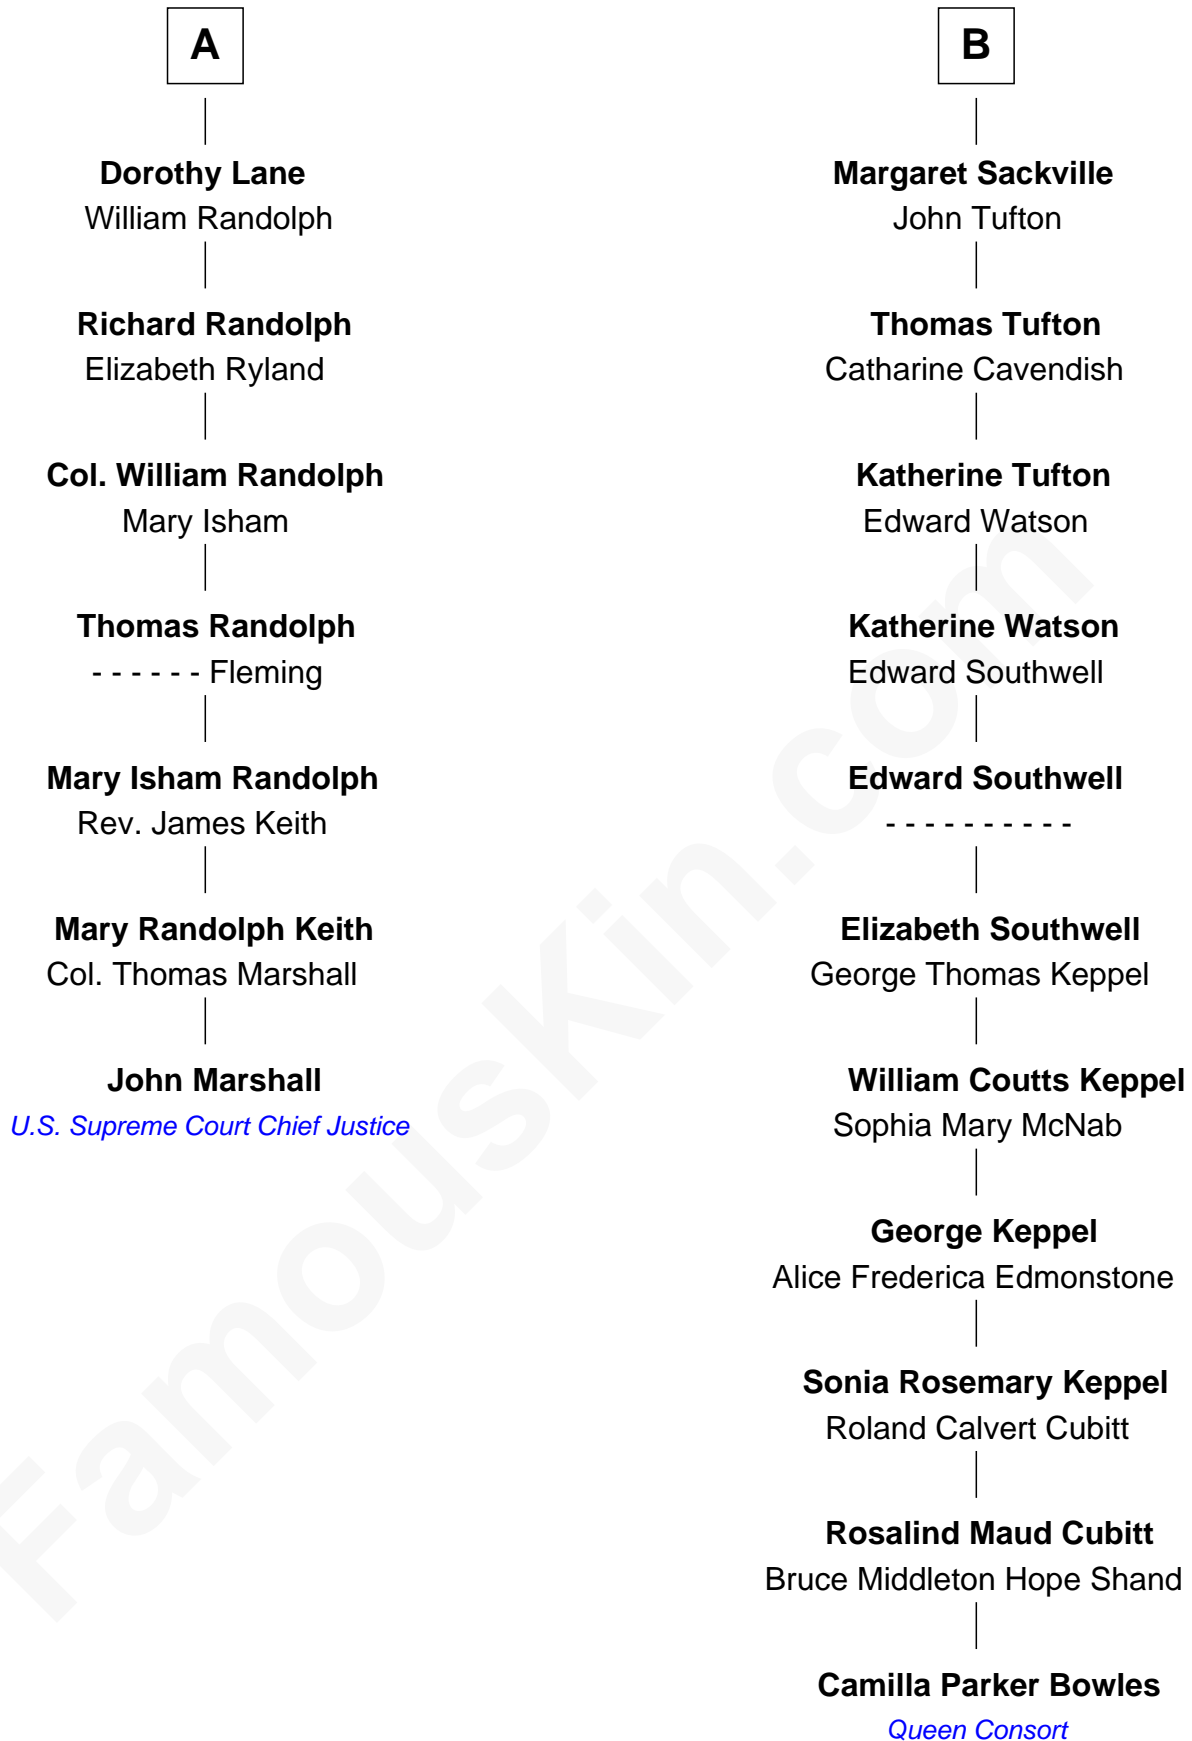 A
Dorothy Lane
William Randolph
Richard Randolph
Elizabeth Ryland
Col. William Randolph
Mary Isham
Thomas Randolph
- - - - - - Fleming
Mary Isham Randolph
Rev. James Keith
Mary Randolph Keith
Col. Thomas Marshall
John Marshall
U.S. Supreme Court Chief Justice
B
Margaret Sackville
John Tufton
Thomas Tufton
Catharine Cavendish
Katherine Tufton
Edward Watson
Katherine Watson
Edward Southwell
Edward Southwell
- - - - - - - - - -
Elizabeth Southwell
George Thomas Keppel
William Coutts Keppel
Sophia Mary McNab
George Keppel
Alice Frederica Edmonstone
Sonia Rosemary Keppel
Roland Calvert Cubitt
Rosalind Maud Cubitt
Bruce Middleton Hope Shand
Camilla Parker Bowles
Queen Consort
FamousKin.com